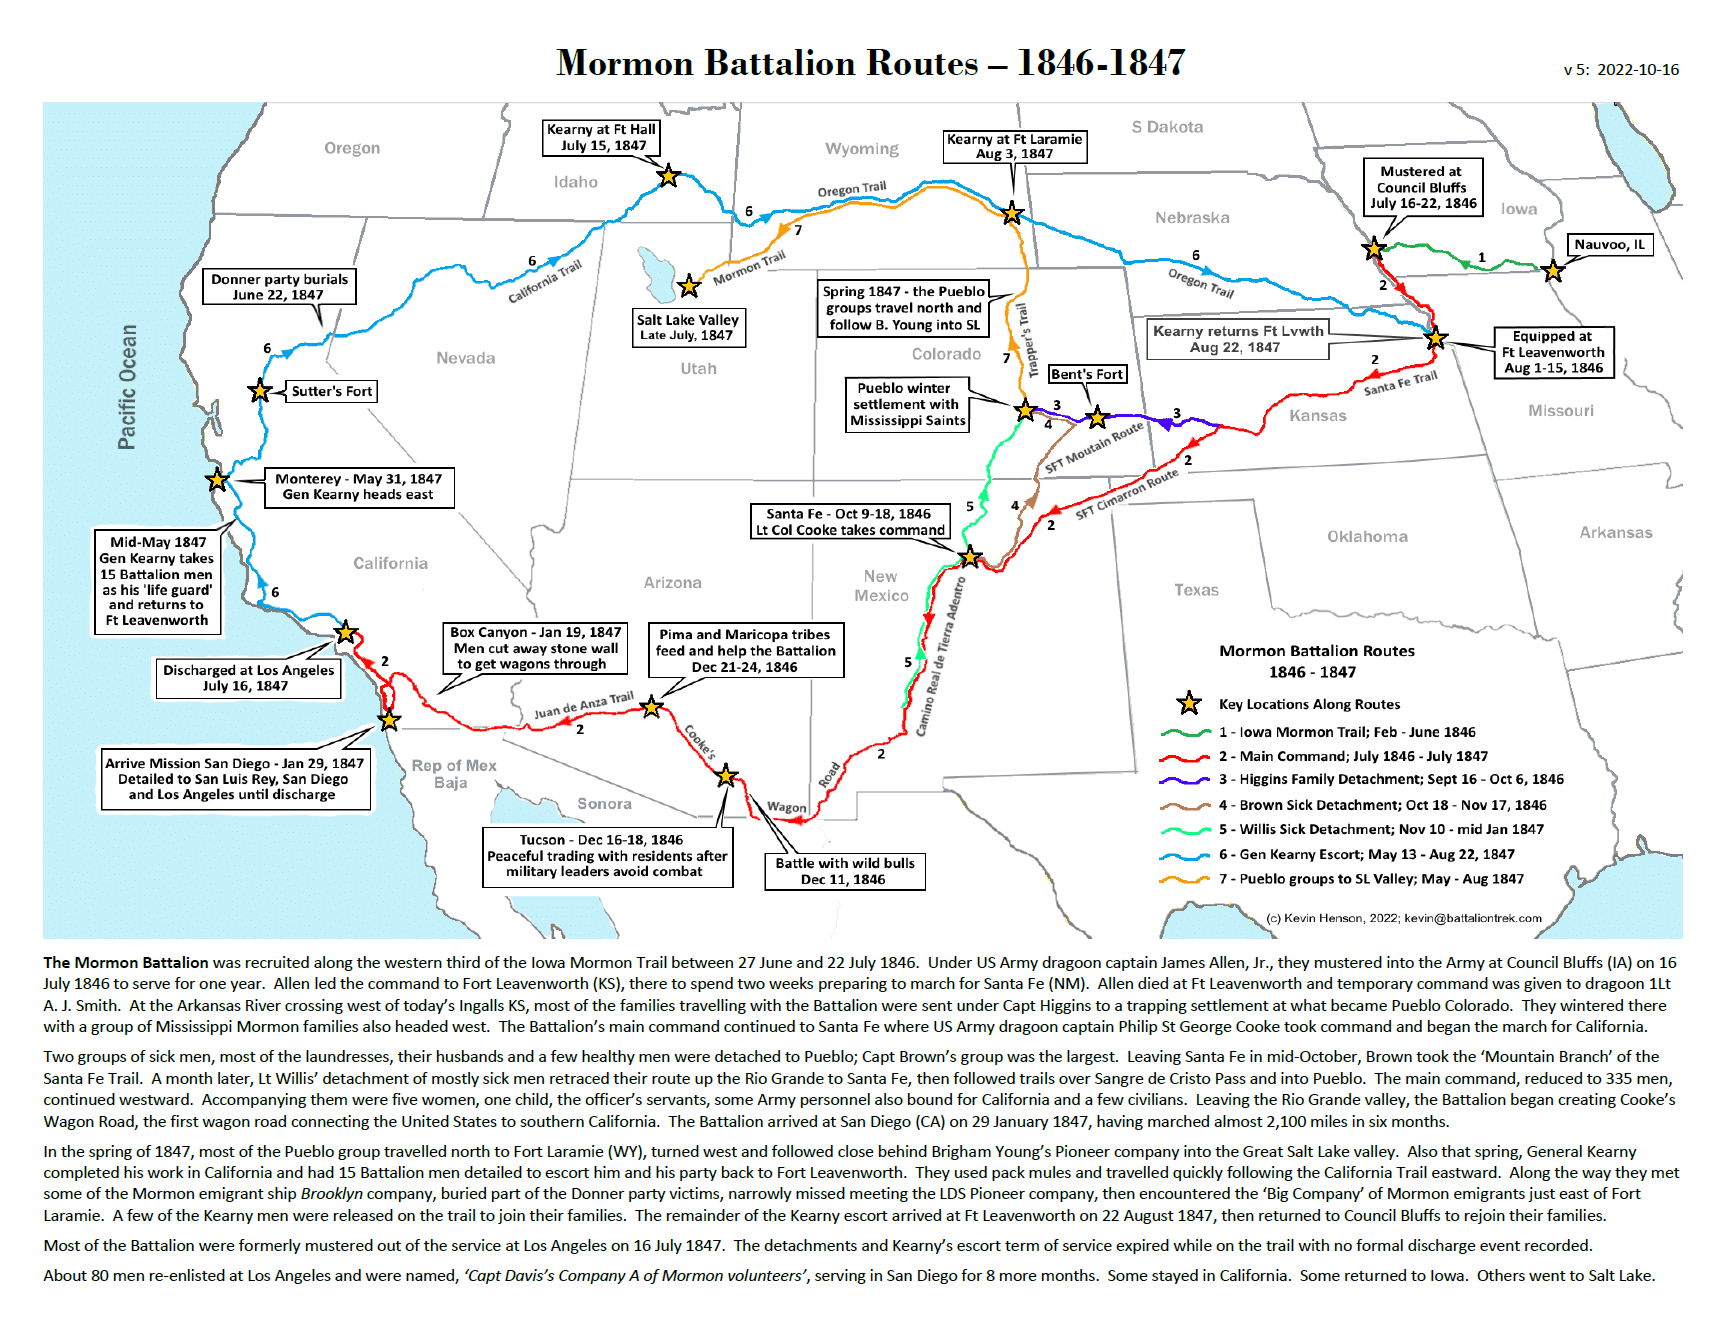 Mormon Battalion Routes – 1846-1847
v 5:  2022-10-16
Oregon
Kearny at Ft Hall
July 15, 1847
Idaho
Wyoming
Kearny at Ft Laramie
Aug 3, 1847
S Dakota
Mustered at
Council Bluffs
July 16-22, 1846
Iowa
Nauvoo, IL
Oregon Trail
6
7
Mormon Trail
Nebraska
1
6
Oregon Trail
2
6
California Trail
Donner party burials
June 22, 1847
Salt Lake Valley
Late July, 1847
Spring 1847 - the Pueblo
groups travel north and
follow B. Young into SL
Trapper's Trail
7
Kearny returns Ft Lvwth
Aug 22, 1847
Equipped at
Ft Leavenworth
Aug 1-15, 1846
Pacific Ocean
6
Nevada
Utah
Colorado
2
Santa Fe Trail
Sutter's Fort
Pueblo winter
settlement with
Mississippi Saints
Bent's Fort
3
4
3
Kansas
Missouri
SFT Moutain Route
2
SFT Cimarron Route
Monterey - May 31, 1847
Gen Kearny heads east
Santa Fe - Oct 9-18, 1846
Lt Col Cooke takes command
5
4
2
Mid-May 1847
Gen Kearny takes
15 Battalion men
as his 'life guard'
and returns to
Ft Leavenworth
California
Arizona
New
Mexico
Oklahoma
Arkansas
Texas
6
Camino Real de Tierra Adentro
5
Box Canyon - Jan 19, 1847
Men cut away stone wall
to get wagons through
Pima and Maricopa tribes
feed and help the Battalion
Dec 21-24, 1846
Discharged at Los Angeles
July 16, 1847
2
Juan de Anza Trail
2
Cooke's
Wagon
Road
2
Arrive Mission San Diego - Jan 29, 1847
Detailed to San Luis Rey, San Diego
and Los Angeles until discharge
Rep of Mex
Baja
Sonora
Tucson - Dec 16-18, 1846
Peaceful trading with residents after
military leaders avoid combat
Battle with wild bulls
Dec 11, 1846
Mormon Battalion Routes
1846 - 1847
Key Locations Along Routes
1 - Iowa Mormon Trail; Feb - June 1846
2 - Main Command; July 1846 - July 1847
3 - Higgins Family Detachment; Sept 16 - Oct 6, 1846
4 - Brown Sick Detachment; Oct 18 - Nov 17, 1846
5 - Willis Sick Detachment; Nov 10 - mid Jan 1847
6 - Gen Kearny Escort; May 13 - Aug 22, 1847
7 - Pueblo groups to SL Valley; May - Aug 1847
(c) Kevin Henson, 2022; kevin@battaliontrek.com
The Mormon Battalion was recruited along the western third of the Iowa Mormon Trail between 27 June and 22 July 1846.  Under US Army dragoon captain James Allen, Jr., they mustered into the Army at Council Bluffs (IA) on 16
July 1846 to serve for one year.  Allen led the command to Fort Leavenworth (KS), there to spend two weeks preparing to march for Santa Fe (NM).  Allen died at Ft Leavenworth and temporary command was given to dragoon 1Lt
A. J. Smith.  At the Arkansas River crossing west of today's Ingalls KS, most of the families travelling with the Battalion were sent under Capt Higgins to a trapping settlement at what became Pueblo Colorado.  They wintered there
with a group of Mississippi Mormon families also headed west.  The Battalion's main command continued to Santa Fe where US Army dragoon captain Philip St George Cooke took command and began the march for California.
Two groups of sick men, most of the laundresses, their husbands and a few healthy men were detached to Pueblo; Capt Brown's group was the largest.  Leaving Santa Fe in mid-October, Brown took the 'Mountain Branch' of the
Santa Fe Trail.  A month later, Lt Willis' detachment of mostly sick men retraced their route up the Rio Grande to Santa Fe, then followed trails over Sangre de Cristo Pass and into Pueblo.  The main command, reduced to 335 men,
continued westward.  Accompanying them were five women, one child, the officer's servants, some Army personnel also bound for California and a few civilians.  Leaving the Rio Grande valley, the Battalion began creating Cooke's
Wagon Road, the first wagon road connecting the United States to southern California.  The Battalion arrived at San Diego (CA) on 29 January 1847, having marched almost 2,100 miles in six months.
In the spring of 1847, most of the Pueblo group travelled north to Fort Laramie (WY), turned west and followed close behind Brigham Young's Pioneer company into the Great Salt Lake valley.  Also that spring, General Kearny
completed his work in California and had 15 Battalion men detailed to escort him and his party back to Fort Leavenworth.  They used pack mules and travelled quickly following the California Trail eastward.  Along the way they met
some of the Mormon emigrant ship Brooklyn company, buried part of the Donner party victims, narrowly missed meeting the LDS Pioneer company, then encountered the 'Big Company' of Mormon emigrants just east of Fort
Laramie.  A few of the Kearny men were released on the trail to join their families.  The remainder of the Kearny escort arrived at Ft Leavenworth on 22 August 1847, then returned to Council Bluffs to rejoin their families.
Most of the Battalion were formerly mustered out of the service at Los Angeles on 16 July 1847.  The detachments and Kearny's escort term of service expired while on the trail with no formal discharge event recorded.
About 80 men re-enlisted at Los Angeles and were named, 'Capt Davis's Company A of Mormon volunteers', serving in San Diego for 8 more months.  Some stayed in California.  Some returned to Iowa.  Others went to Salt Lake.